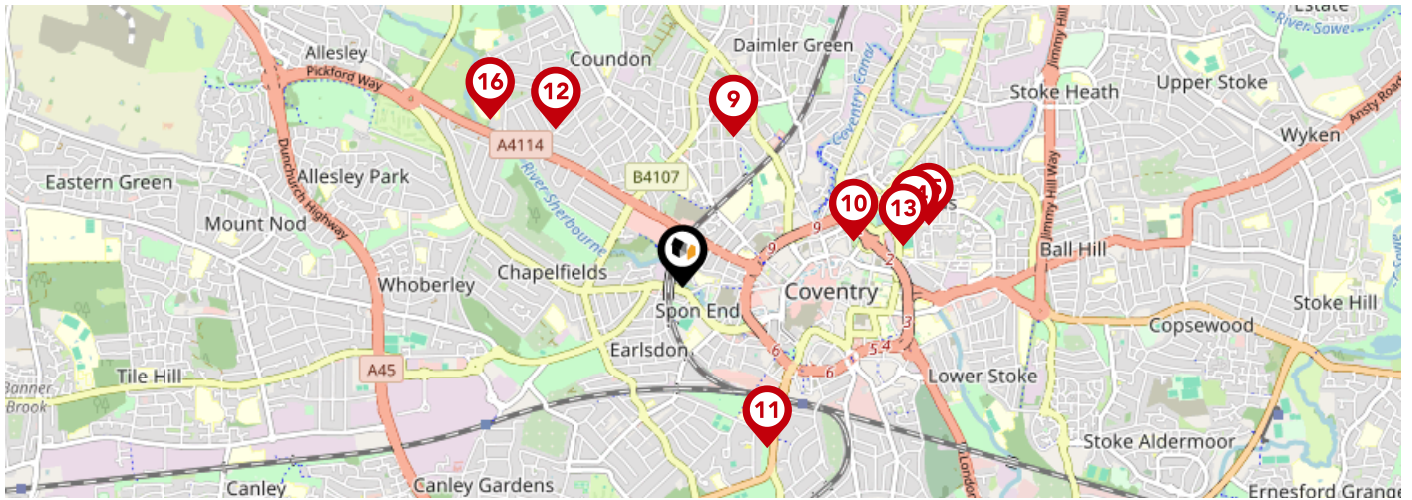 Estate
River Sowe
Jimmy Hill
Allesley
Pickford Way
Coundon
Daimler Green
Coventry Canal
Stoke Heath
Upper Stoke
Ansty Road
16
12
9
A4114
Wyken
Dunchurch Highway
Eastern Green
Allesley Park
River Sherbourne
B4107
Jimmy Hill Way
Mount Nod
10
13
9
9
2
Ball Hill
Whoberley
Chapelfields
Coventry
Spon End
Stoke Hill
3
Copsewood
Earlsdon
6
5
4
6
Banner
Brook
Tile Hill
A45
Lower Stoke
11
Stoke Aldermoor
London
Canley
Canley Gardens
Ernesford Grange